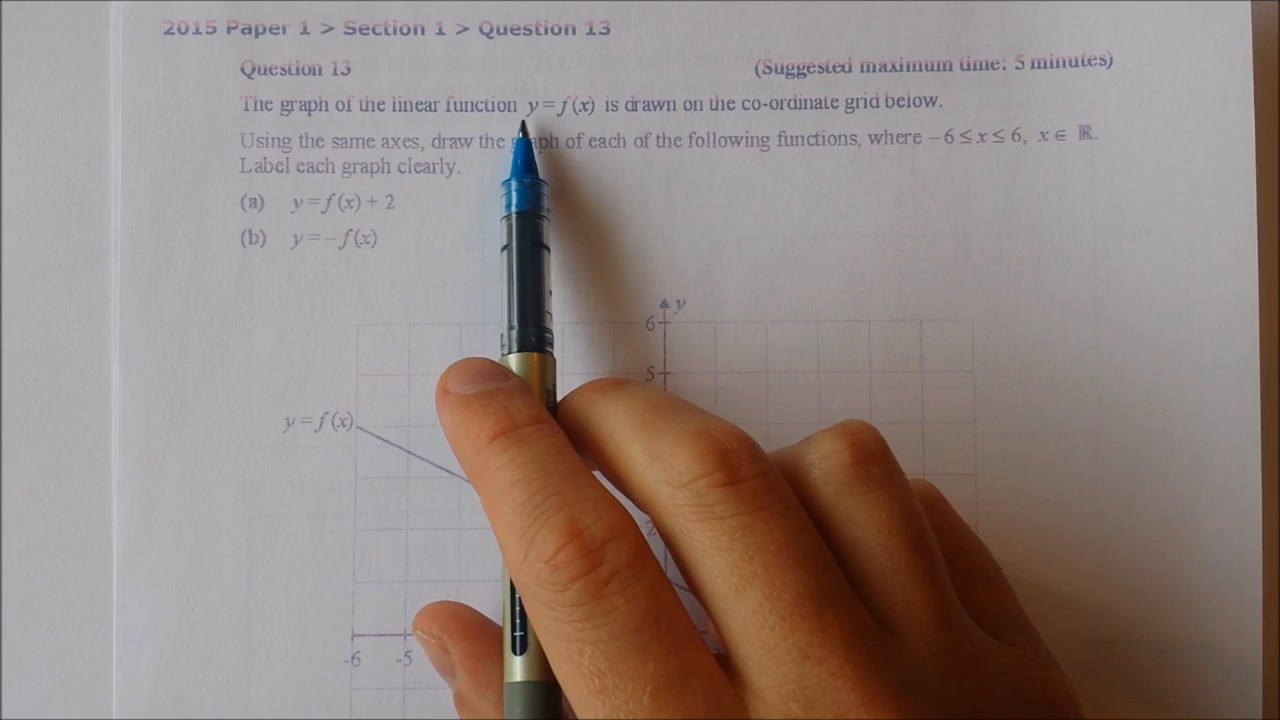 2015 Paper 1 > Section 1 > Question 13
Question 13 (Suggested maximum time: 5 minutes)
The graph of the linear function y=f(x) is drawn on the co-ordinate grid below.
Using the same axes, draw the graph of each of the following functions, where −6≤x≤6, x∈ ℝ.
Label each graph clearly.
(a) y=f(x)+2
(b) y=−f(x)
y
6
5
y=f(x)
2
-6 -5